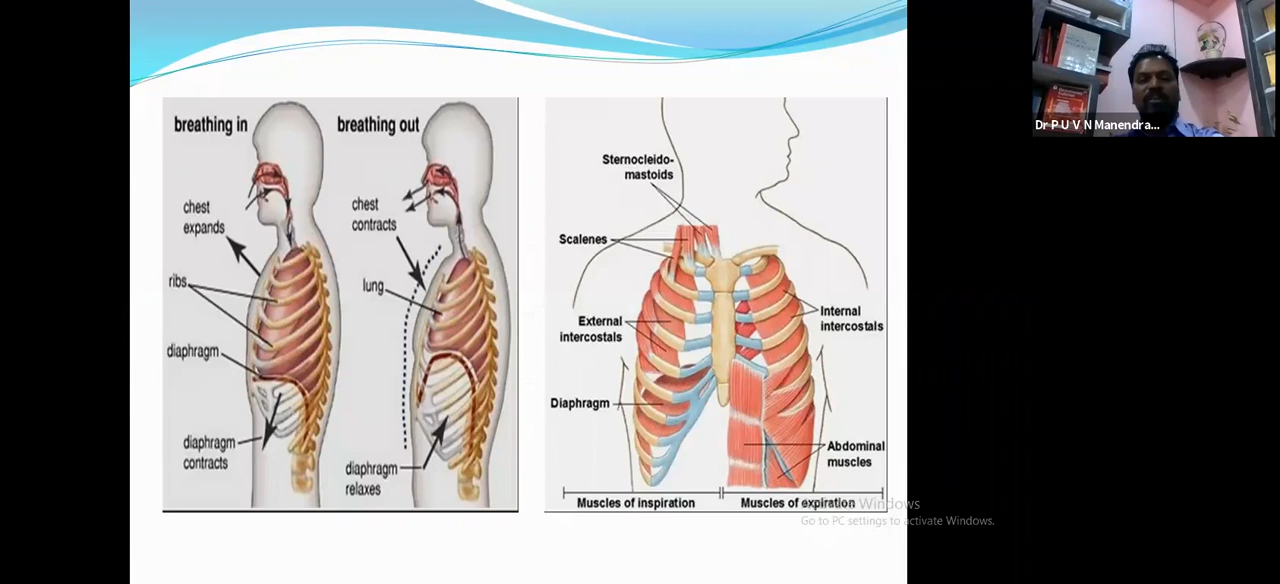 breathing in
breathing out
chest
expands
ribs
diaphragm
diaphragm
contracts
chest
contracts
lung
diaphragm
relaxes
Sternocleido-
mastoids
Scalenes
External
intercostals
Diaphragm
Internal
intercostals
Abdominal
muscles
Muscles of inspiration
Muscles of expiration
Windows
Go to PC settings to activate Windows.
Dr P U V N Manendra...